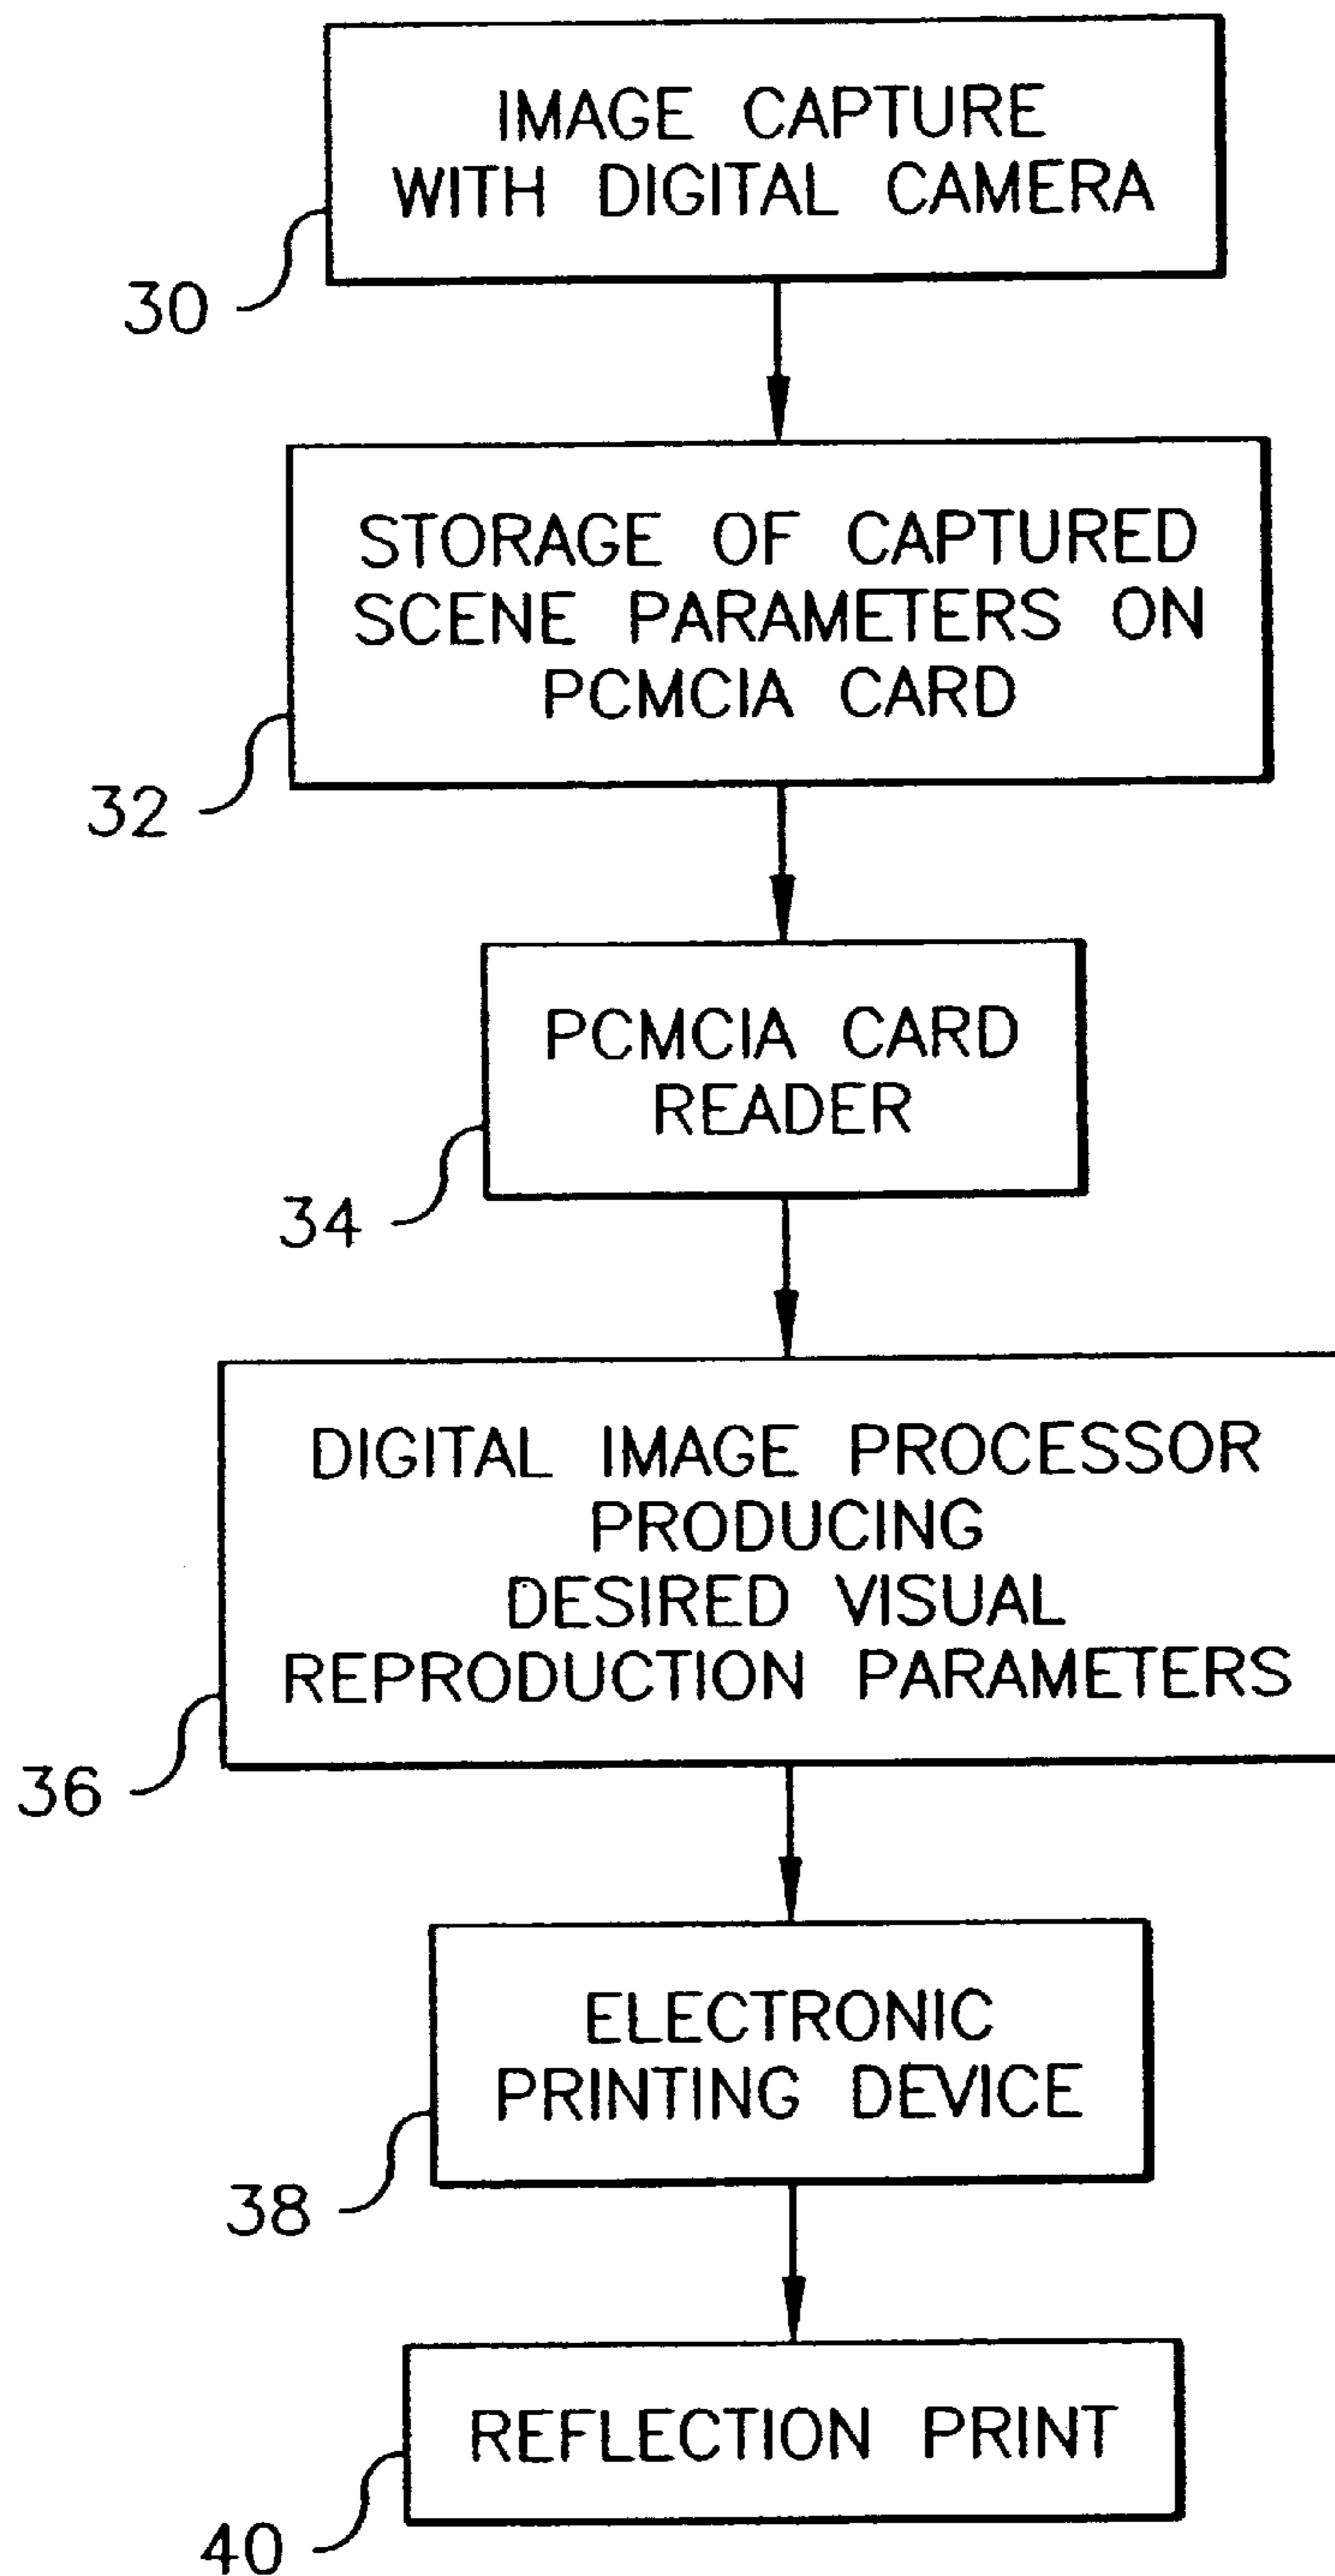 IMAGE CAPTURE
WITH DIGITAL CAMERA
30
STORAGE OF CAPTURED
SCENE PARAMETERS ON
PCMCIA CARD
32
PCMCIA CARD
READER
34
DIGITAL IMAGE PROCESSOR
PRODUCING
DESIRED VISUAL
REPRODUCTION PARAMETERS
36
ELECTRONIC
PRINTING DEVICE
38
REFLECTION PRINT
40